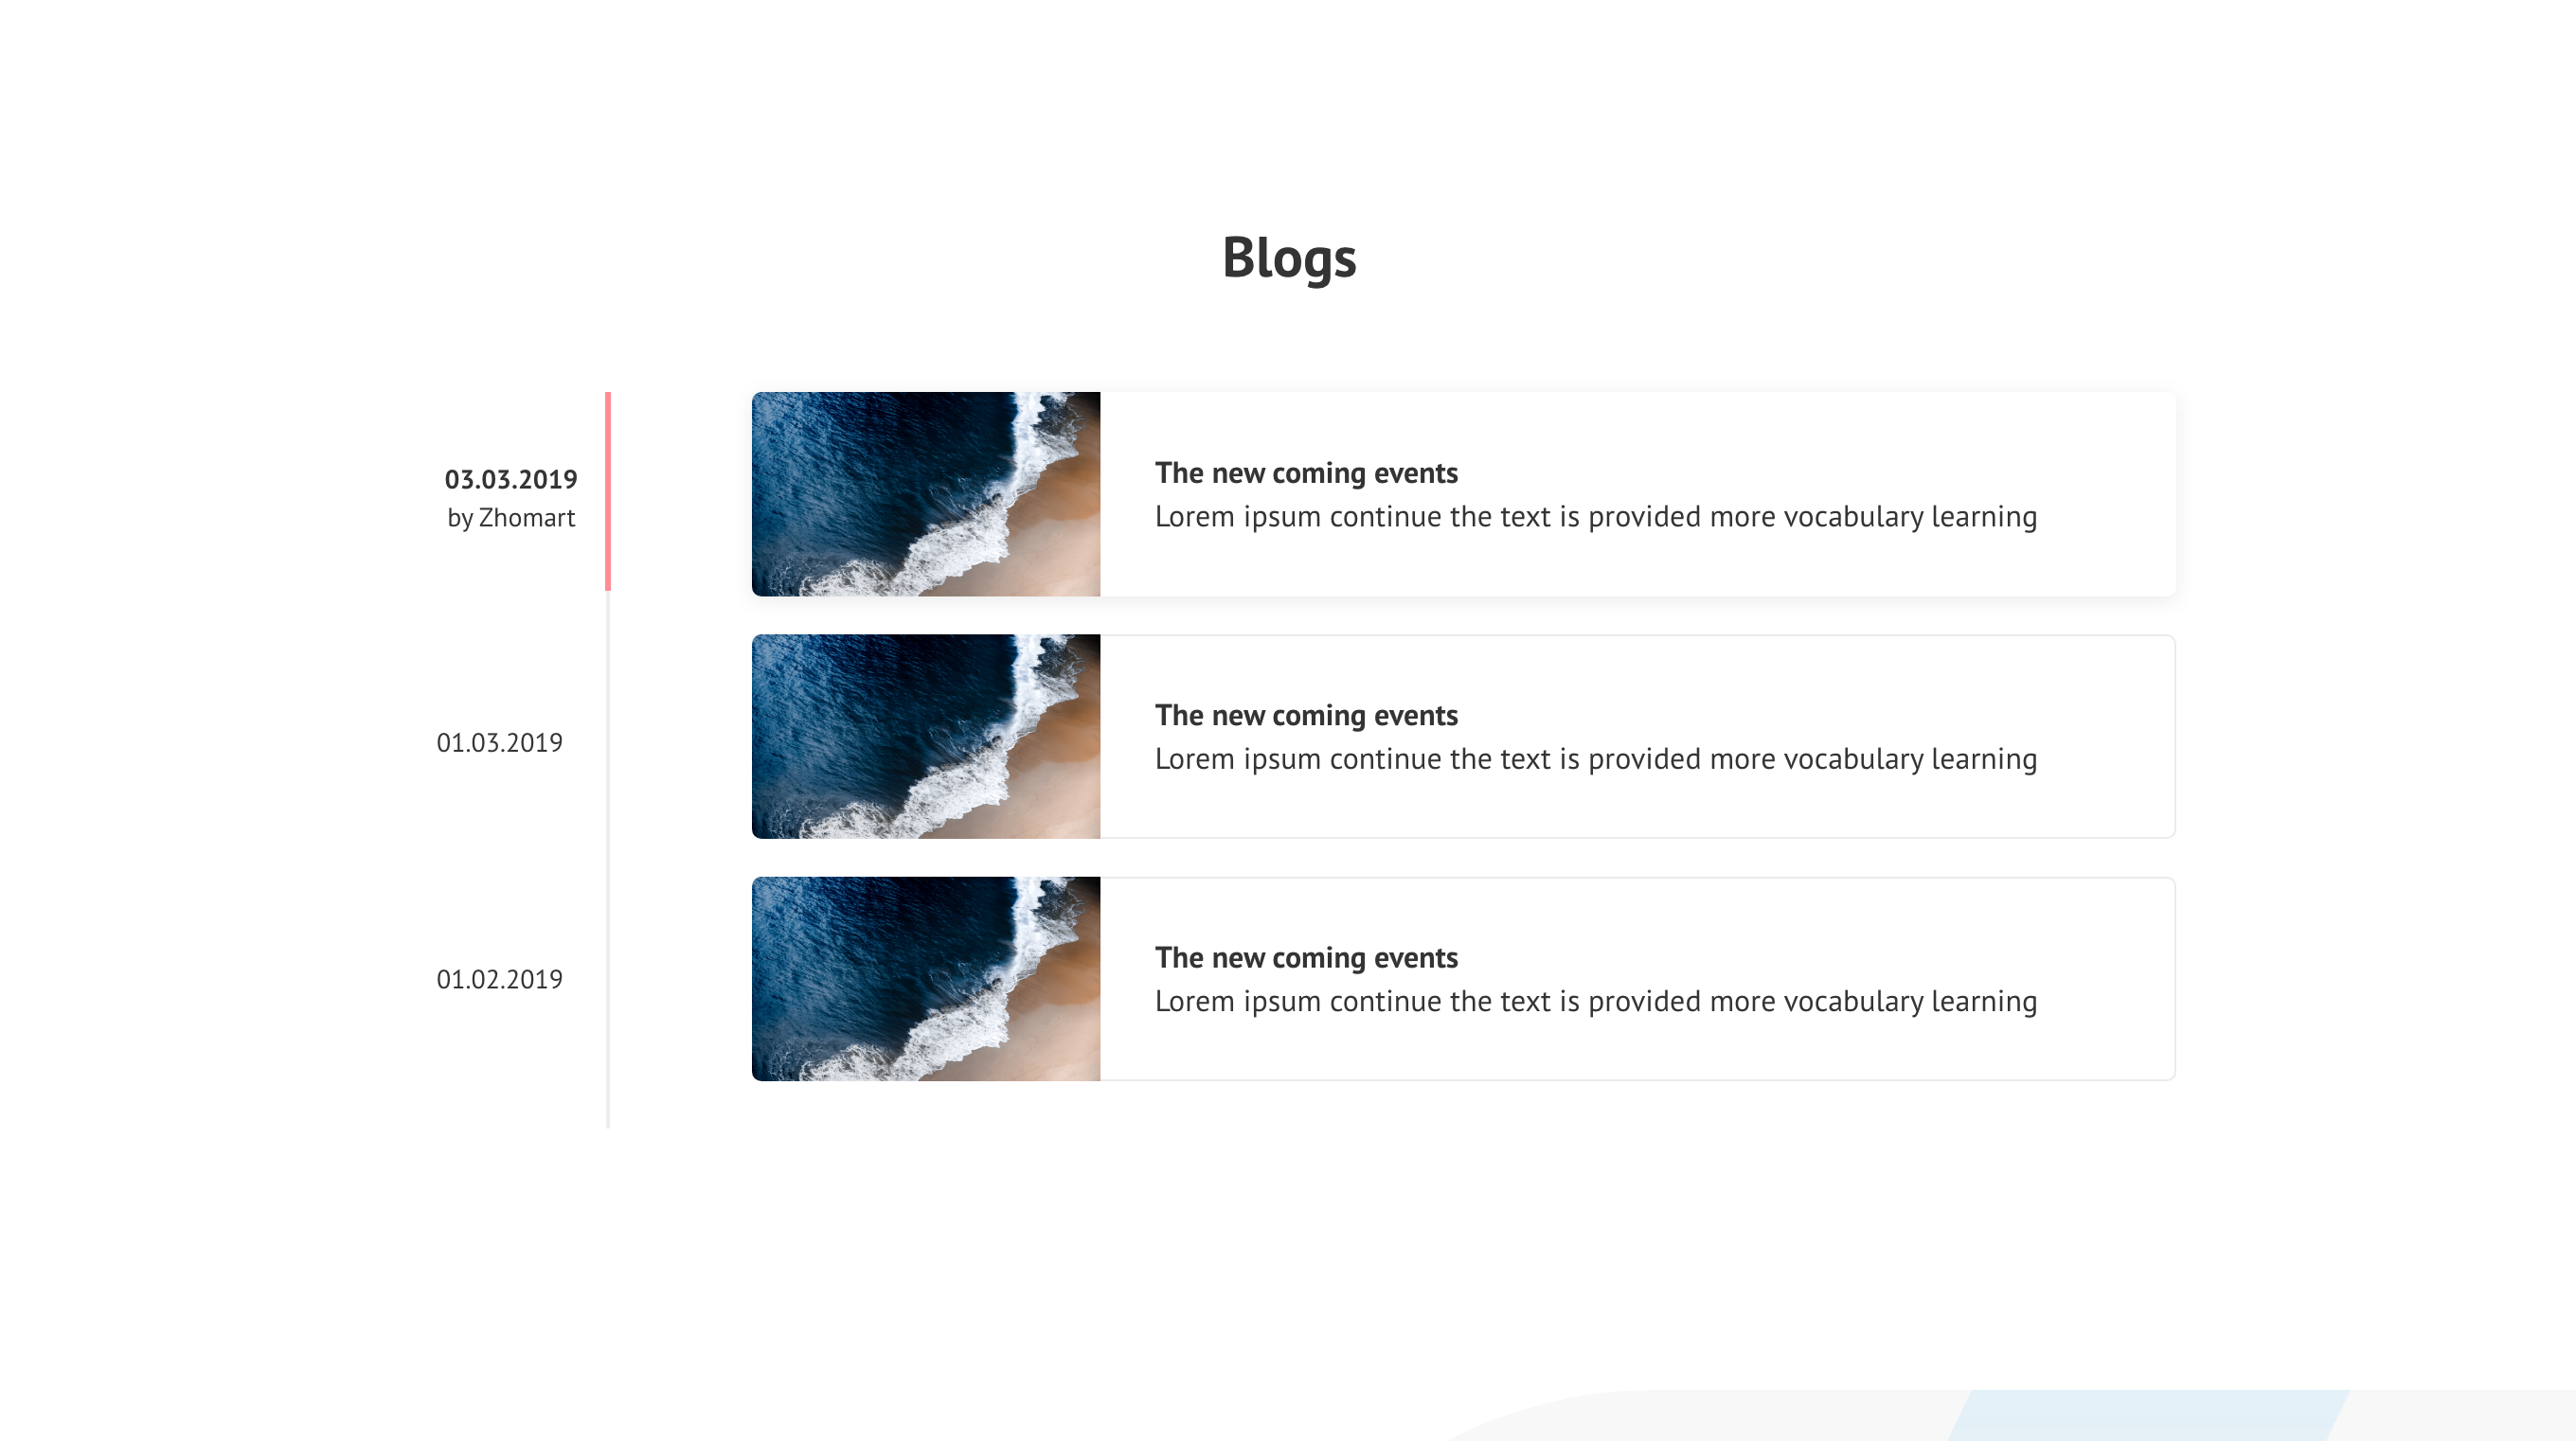 Blogs
03.03.2019
by Zhomart
The new coming events
Lorem ipsum continue the text is provided more vocabulary learning
01.03.2019
The new coming events
Lorem ipsum continue the text is provided more vocabulary learning
01.02.2019
The new coming events
Lorem ipsum continue the text is provided more vocabulary learning